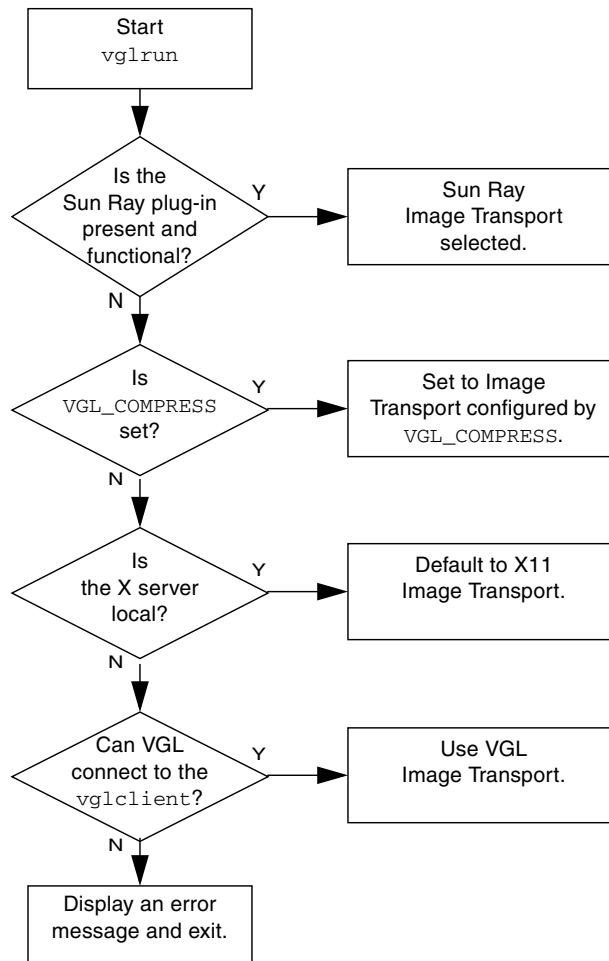 Start
vglrun
Is the
Sun Ray plug-in
present and
functional?
Y
Sun Ray
Image Transport
selected.
N
Is
VGL_COMPRESS
set?
Y
Set to Image
Transport configured by
VGL_COMPRESS.
N
Is
the X server
local?
Y
Default to X11
Image Transport.
N
Can VGL
connect to the
vglclient?
Y
Use VGL
Image Transport.
N
Display an error
message and exit.